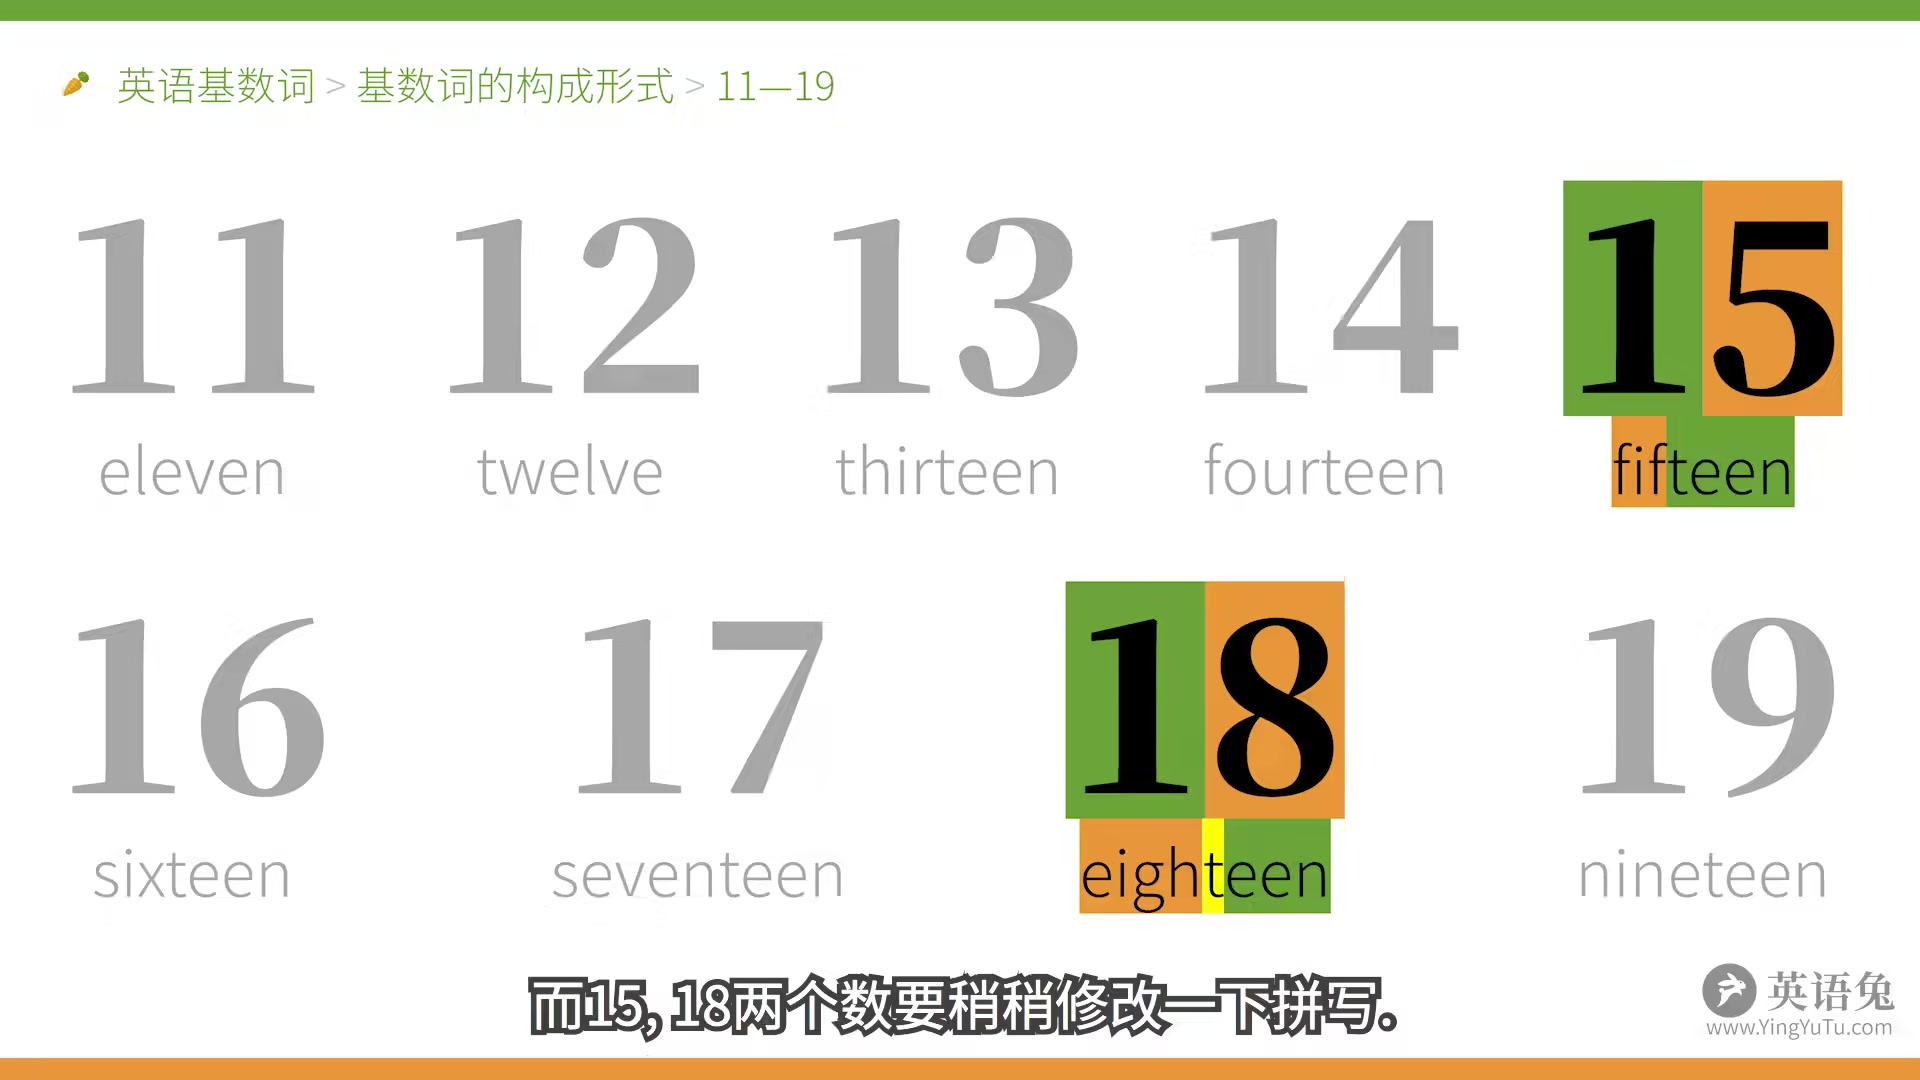 英语基数词 > 基数词的构成形式 > 11—19
11 12 13 14 15
eleven twelve thirteen fourteen fifteen
16 17 18 19
sixteen seventeen eighteen nineteen
而15, 18两个数要稍稍修改一下拼写.
英语兔
www.YingYuTu.com